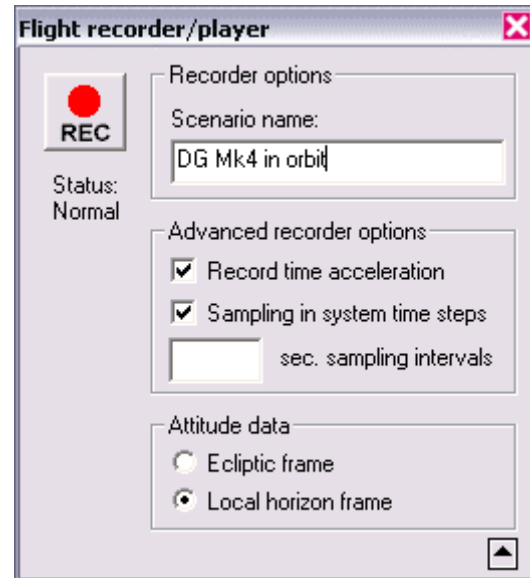 Flight recorder/player
REC
Status:
Normal
Recorder options
Scenario name:
DG Mk4 in orbit
Advanced recorder options
Record time acceleration
Sampling in system time steps
sec. sampling intervals
Attitude data
Ecliptic frame
Local horizon frame